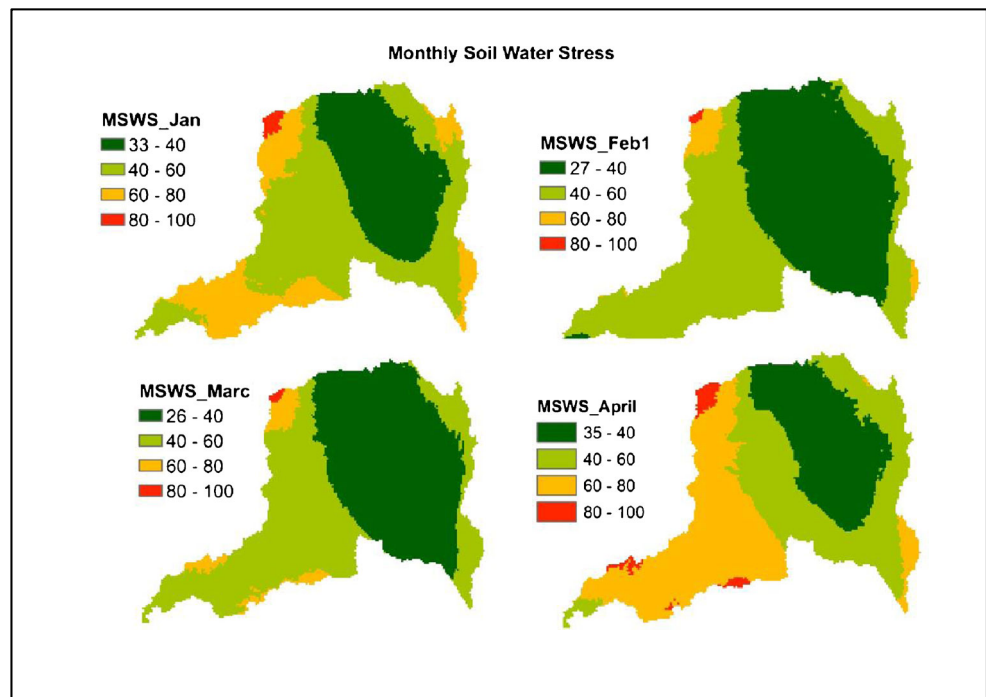 Monthly Soil Water Stress
MSWS_Jan
33 - 40
40 - 60
60 - 80
80 - 100
MSWS_Feb1
27 - 40
40 - 60
60 - 80
80 - 100
MSWS_Marc
26 - 40
40 - 60
60 - 80
80 - 100
MSWS_April
35 - 40
40 - 60
60 - 80
80 - 100